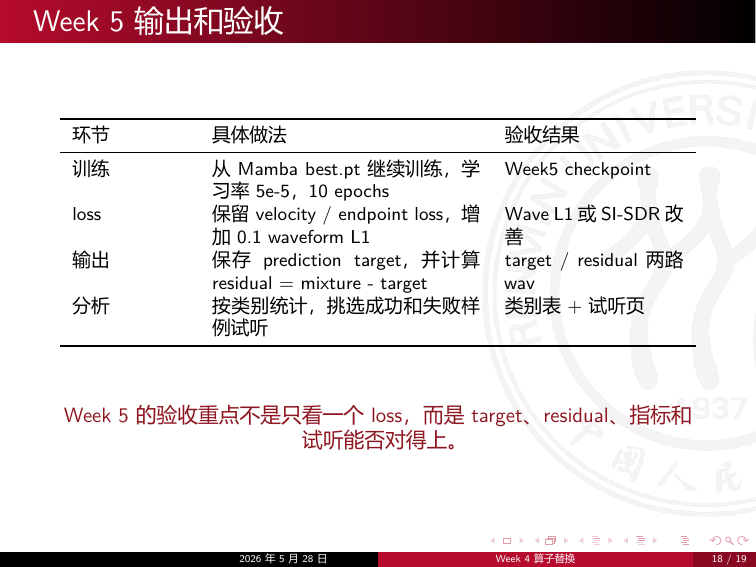 Week 5 输出和验收
环节 具体做法 验收结果
训练 从 Mamba best.pt 继续训练，学 Week5 checkpoint
习率 5e-5，10 epochs
loss 保留 velocity / endpoint loss，增 Wave L1 或 SI-SDR 改
加 0.1 waveform L1 善
输出 保存 prediction target，并计算 target / residual 两路
residual = mixture - target wav
分析 按类别统计，挑选成功和失败样 类别表 + 试听页
例试听
Week 5 的验收重点不是只看一个 loss，而是 target、residual、指标和
试听能否对得上。
1937
2026 年 5 月 28 日 Week 4 算子替换 18 / 19